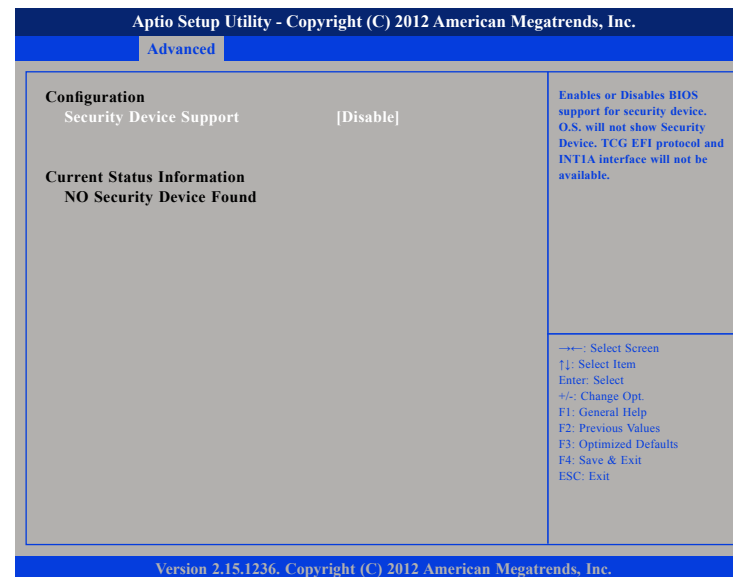 Aptio Setup Utility - Copyright (C) 2012 American Megatrends, Inc.
Advanced
Configuration
Security Device Support [Disable]
Current Status Information
NO Security Device Found
Enables or Disables BIOS
support for security device.
O.S. will not show Security
Device. TCG EFI protocol and
INT1A interface will not be
available.
→←: Select Screen
↑↓: Select Item
Enter: Select
+/-: Change Opt.
F1: General Help
F2: Previous Values
F3: Optimized Defaults
F4: Save & Exit
ESC: Exit
Version 2.15.1236. Copyright (C) 2012 American Megatrends, Inc.